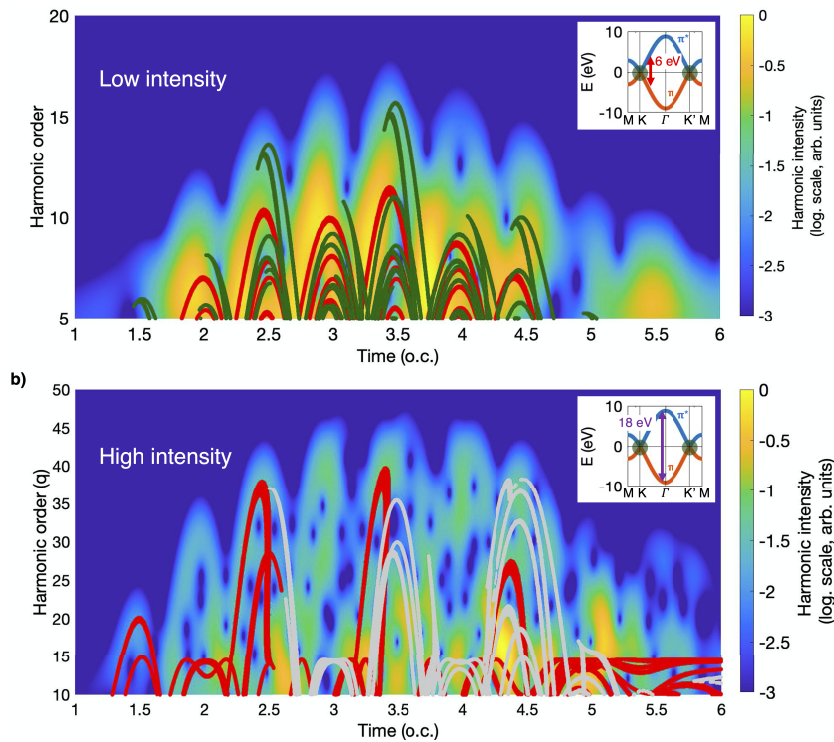 20
15
10
5
Harmonic order
Low intensity
10
0
-10
E (eV)
π*
6 eV
π
M K Γ K' M
1 1.5 2 2.5 3 3.5 4 4.5 5 5.5 6
Time (o.c.)
0
-0.5
-1
-1.5
-2
-2.5
-3
Harmonic intensity
(log. scale, arb. units)
b)
50
45
40
35
30
25
20
15
10
Harmonic order (q)
High intensity
10
0
-10
E (eV)
π*
18 eV
π
M K Γ K' M
1 1.5 2 2.5 3 3.5 4 4.5 5 5.5 6
Time (o.c.)
0
-0.5
-1
-1.5
-2
-2.5
-3
Harmonic intensity
(log. scale, arb. units)